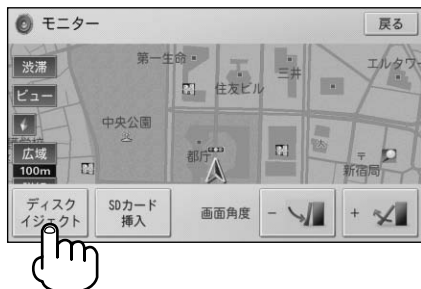 モニター
戻る
渋滞
第一生命
三井
エルタワー
ビュー
住友ビル
中央公園
広域
都庁
〒
新宿局
100m
ディスク
イジェクト
SDカード
挿入
画面角度
-
+